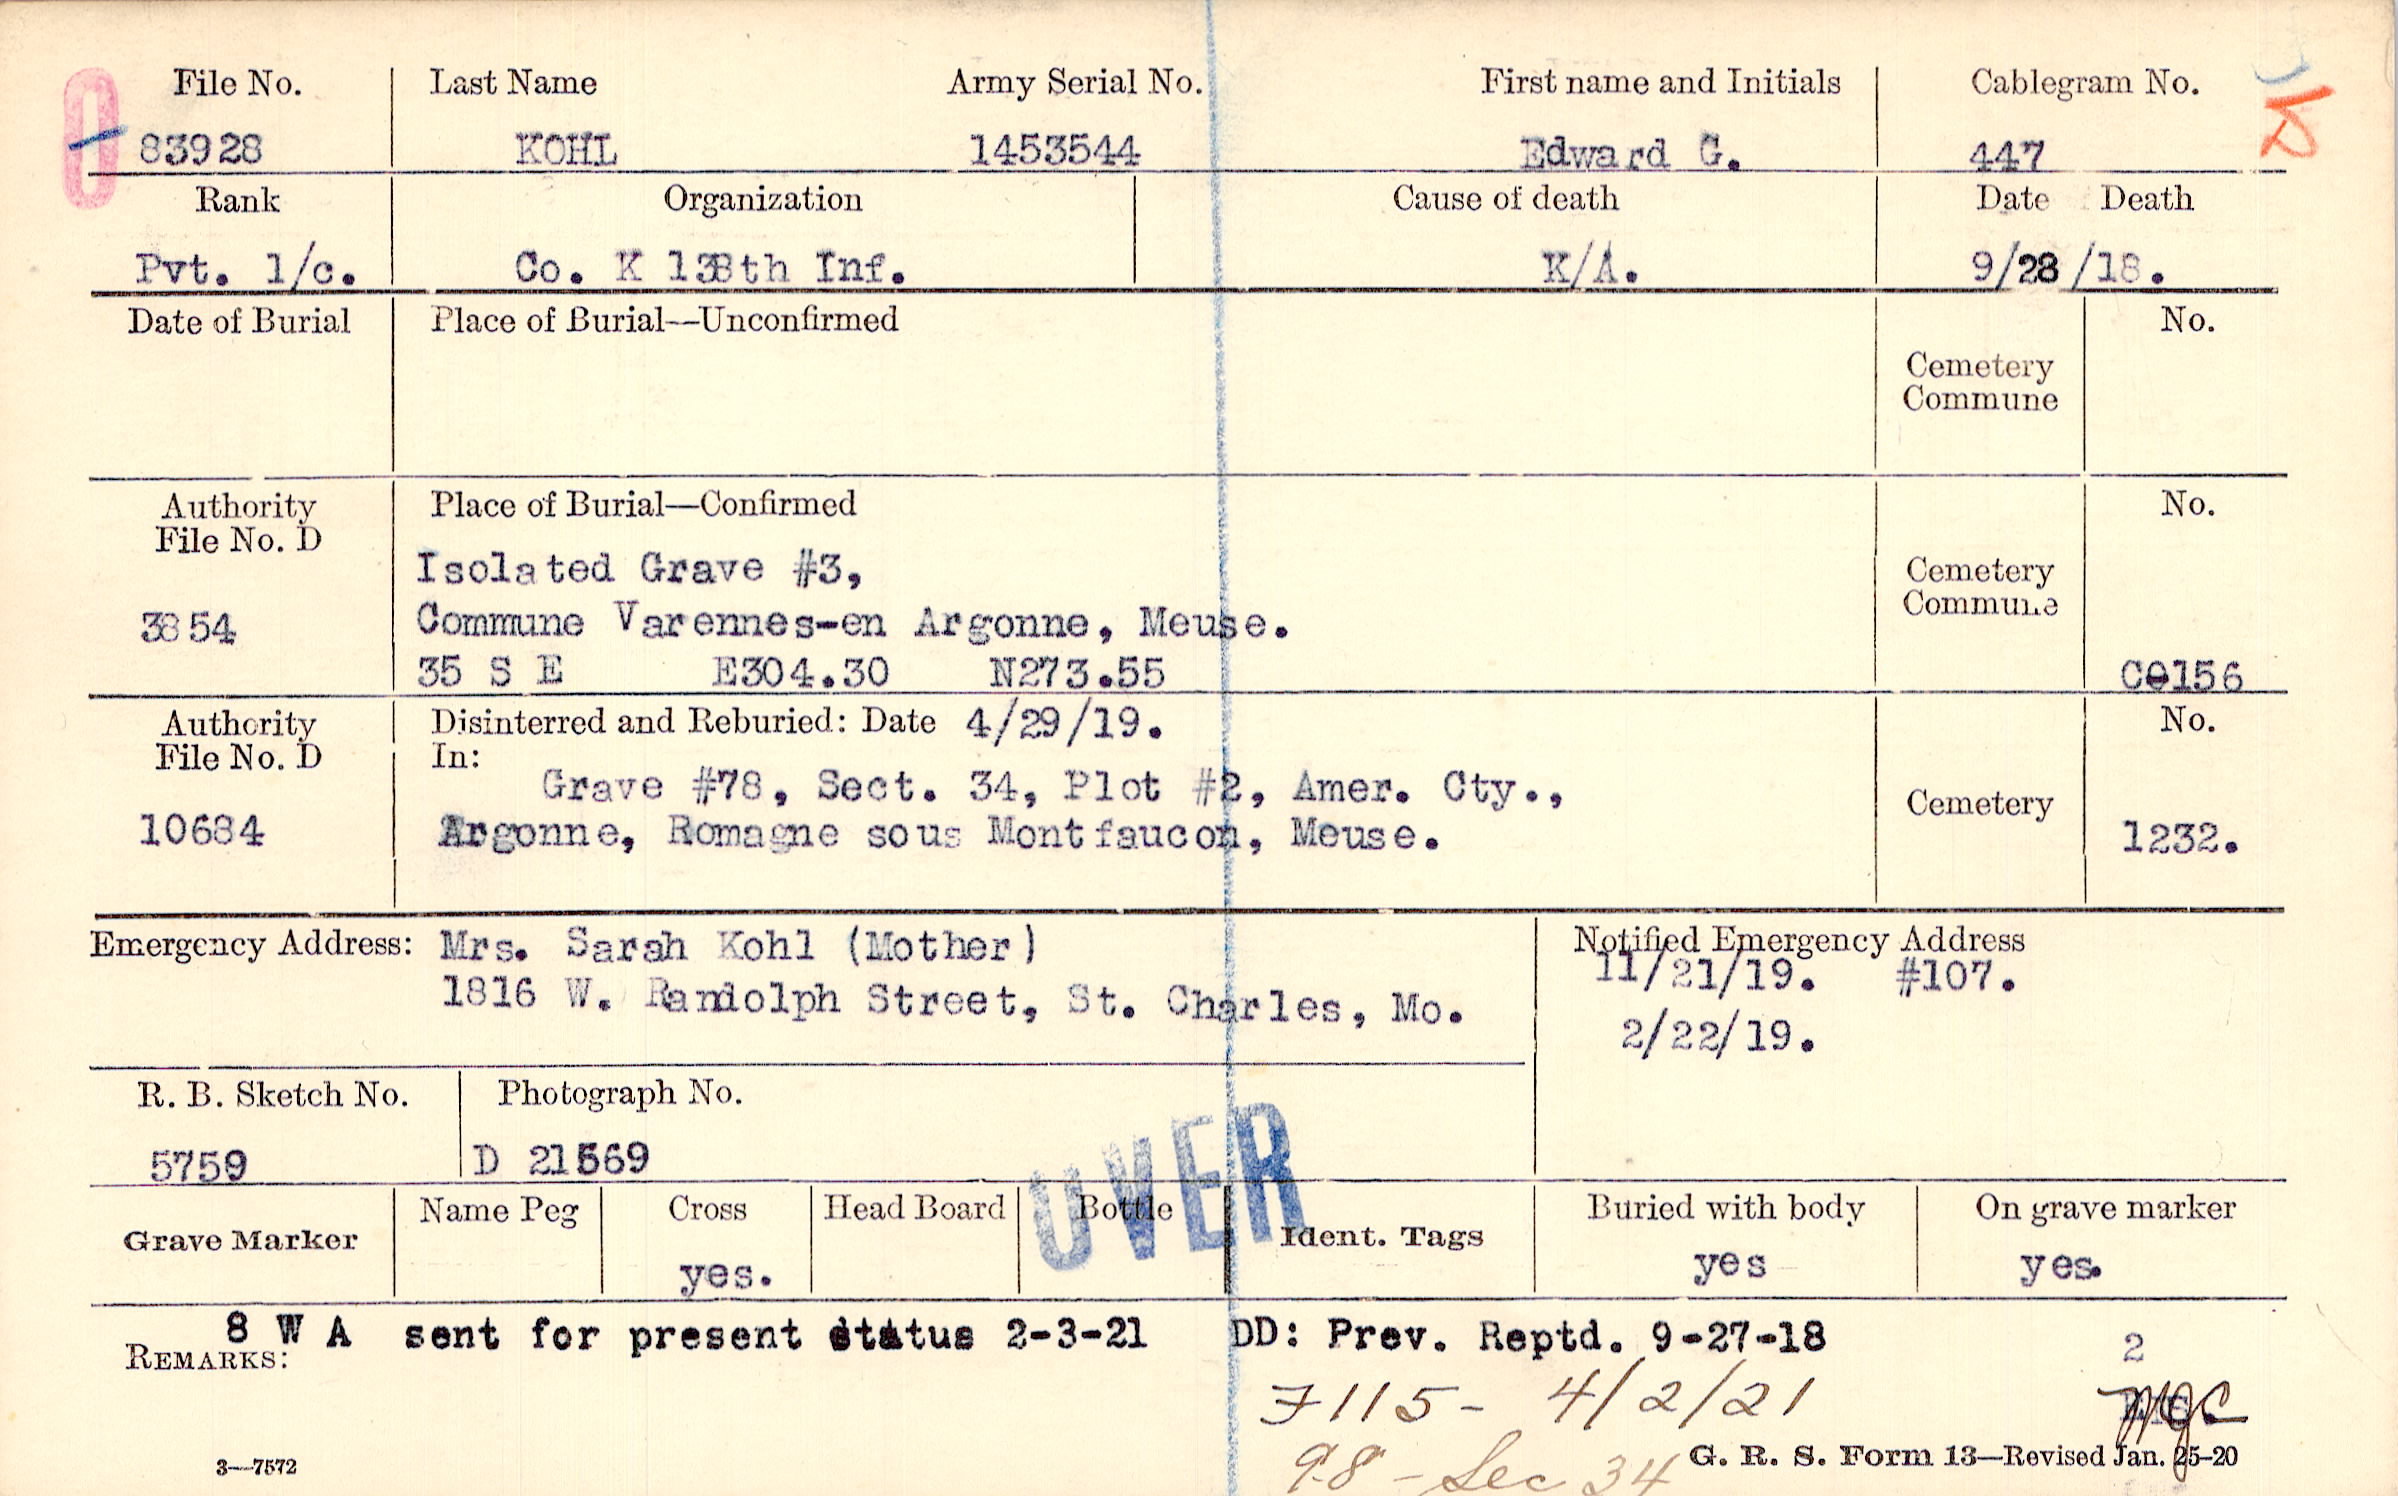 File No. Last Name Army Serial No. First name and Initials Cablegram No.
83928 KOHL 1453544 Edward G. 447
Rank Organization Cause of death Date Death
Pvt. 1/c. Co. K 138th Inf. K/A. 9/28/18.
Date of Burial Place of Burial—Unconfirmed No.
Cemetery
Commune
Authority Place of Burial—Confirmed No.
File No. D
Isolated Grave #3,
Cemetery
Commune
3854 Commune Varennes-en Argonne, Meuse.
35 S E E304.30 N273.55 C0156
Authority Disinterred and Reburied: Date 4/29/19. No.
File No. D In:
Grave #78, Sect. 34, Plot #2, Amer. Cty., Cemetery
10684 Argonne, Romagne sous Montfaucon, Meuse. 1232.
Emergency Address: Mrs. Sarah Kohl (Mother) Notified Emergency Address
11/21/19. #107.
1816 W. Randolph Street, St. Charles, Mo.
2/22/19.
R. B. Sketch No. Photograph No.
5759 D 21569
OVER
Name Peg Cross Head Board Bottle Buried with body On grave marker
Grave Marker Ident. Tags
yes. yes yes.
8 W A sent for present status 2-3-21 DD: Prev. Reptd. 9-27-18 2
REMARKS:
F115- 4/2/21
98 - Sec 34 G. R. S. Form 13—Revised Jan. 25-20
3—7572